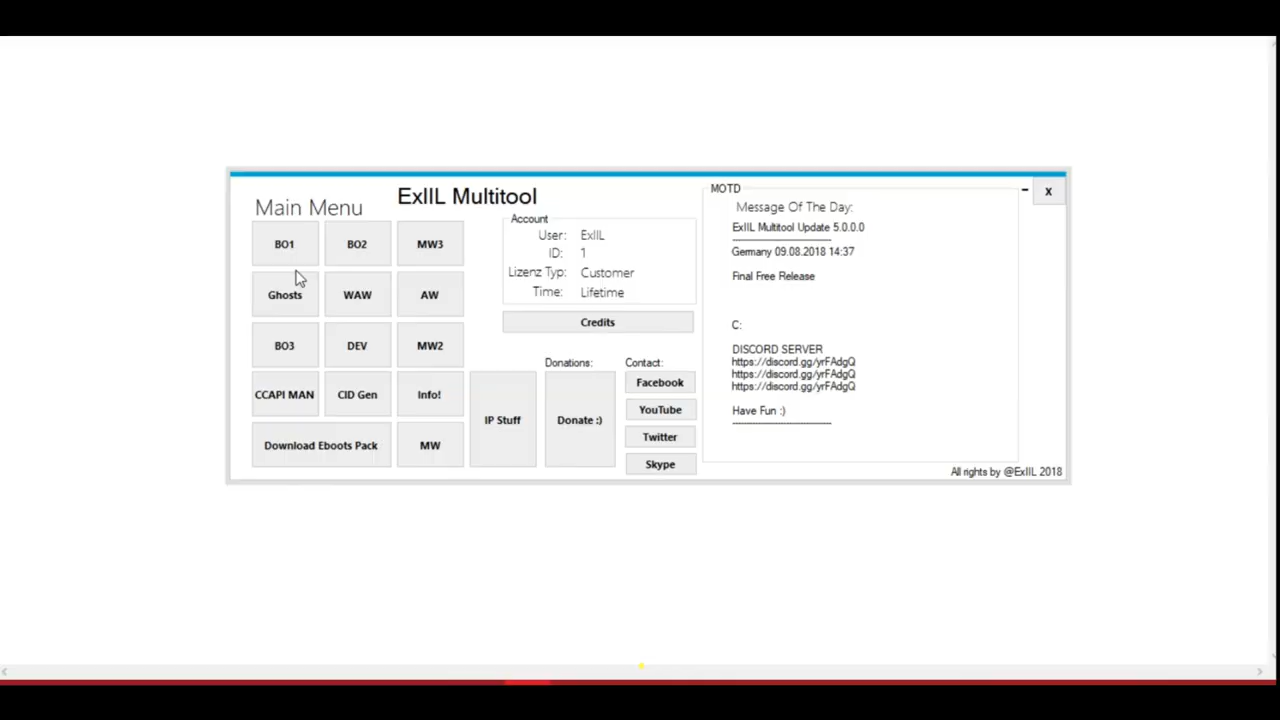 ExIIL Multitool
Main Menu
BO1
BO2
MW3
Ghosts
WAW
AW
BO3
DEV
MW2
CCAPI MAN
CID Gen
Info!
Download Eboots Pack
MW
IP Stuff
Account
User: ExIIL
ID: 1
Lizenz Typ: Customer
Time: Lifetime
Credits
Donations:
Donate :)
Contact:
Facebook
YouTube
Twitter
Skype
MOTD
Message Of The Day:
ExIIL Multitool Update 5.0.0.0
--------------------------------
Germany 09.08.2018 14:37
Final Free Release
C:
DISCORD SERVER
https://discord.gg/yrFAdgQ
https://discord.gg/yrFAdgQ
https://discord.gg/yrFAdgQ
Have Fun :)
--------------------------------
- X
All rights by @ExIIL 2018